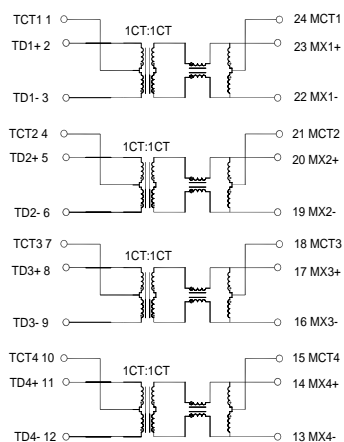 TCT1 1
24 MCT1
1CT:1CT
TD1+ 2
23 MX1+
TD1- 3
22 MX1-
TCT2 4
21 MCT2
1CT:1CT
TD2+ 5
20 MX2+
TD2- 6
19 MX2-
TCT3 7
18 MCT3
1CT:1CT
TD3+ 8
17 MX3+
TD3- 9
16 MX3-
TCT4 10
15 MCT4
1CT:1CT
TD4+ 11
14 MX4+
TD4- 12
13 MX4-